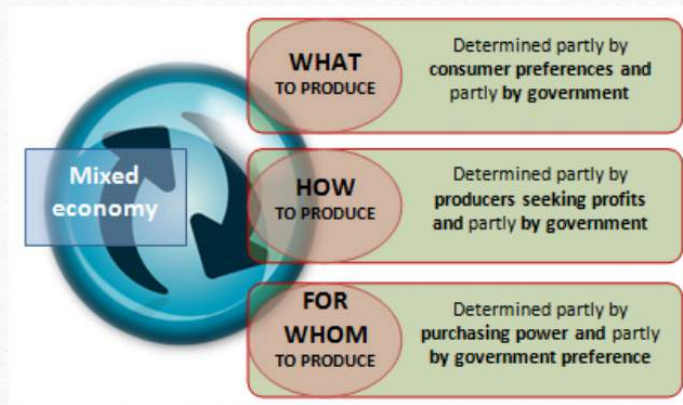 Mixed
economy
WHAT
TO PRODUCE
Determined partly by
consumer preferences and
partly by government
HOW
TO PRODUCE
Determined partly by
producers seeking profits
and partly by government
FOR
WHOM
TO PRODUCE
Determined partly by
purchasing power and partly
by government preference